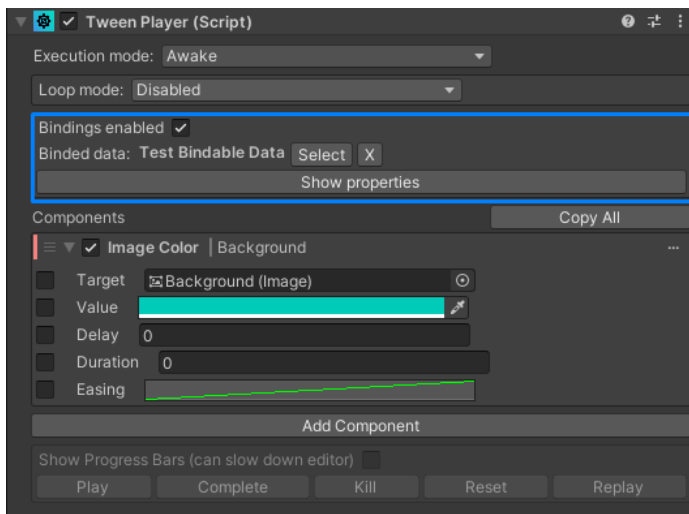 Tween Player (Script)
Execution mode: Awake
Loop mode: Disabled
Bindings enabled
Binded data: Test Bindable Data Select X
Show properties
Components Copy All
Image Color | Background
Target Background (Image)
Value
Delay 0
Duration 0
Easing
Add Component
Show Progress Bars (can slow down editor)
Play Complete Kill Reset Replay